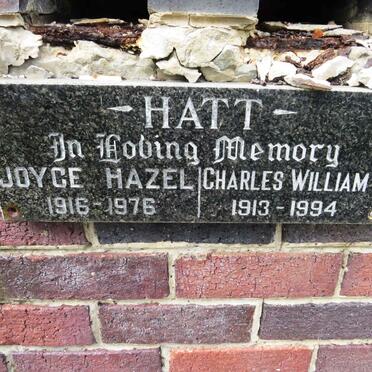 HATT
In Loving Memory
JOYCE HAZEL CHARLES WILLIAM
1916-1976 1913-1994